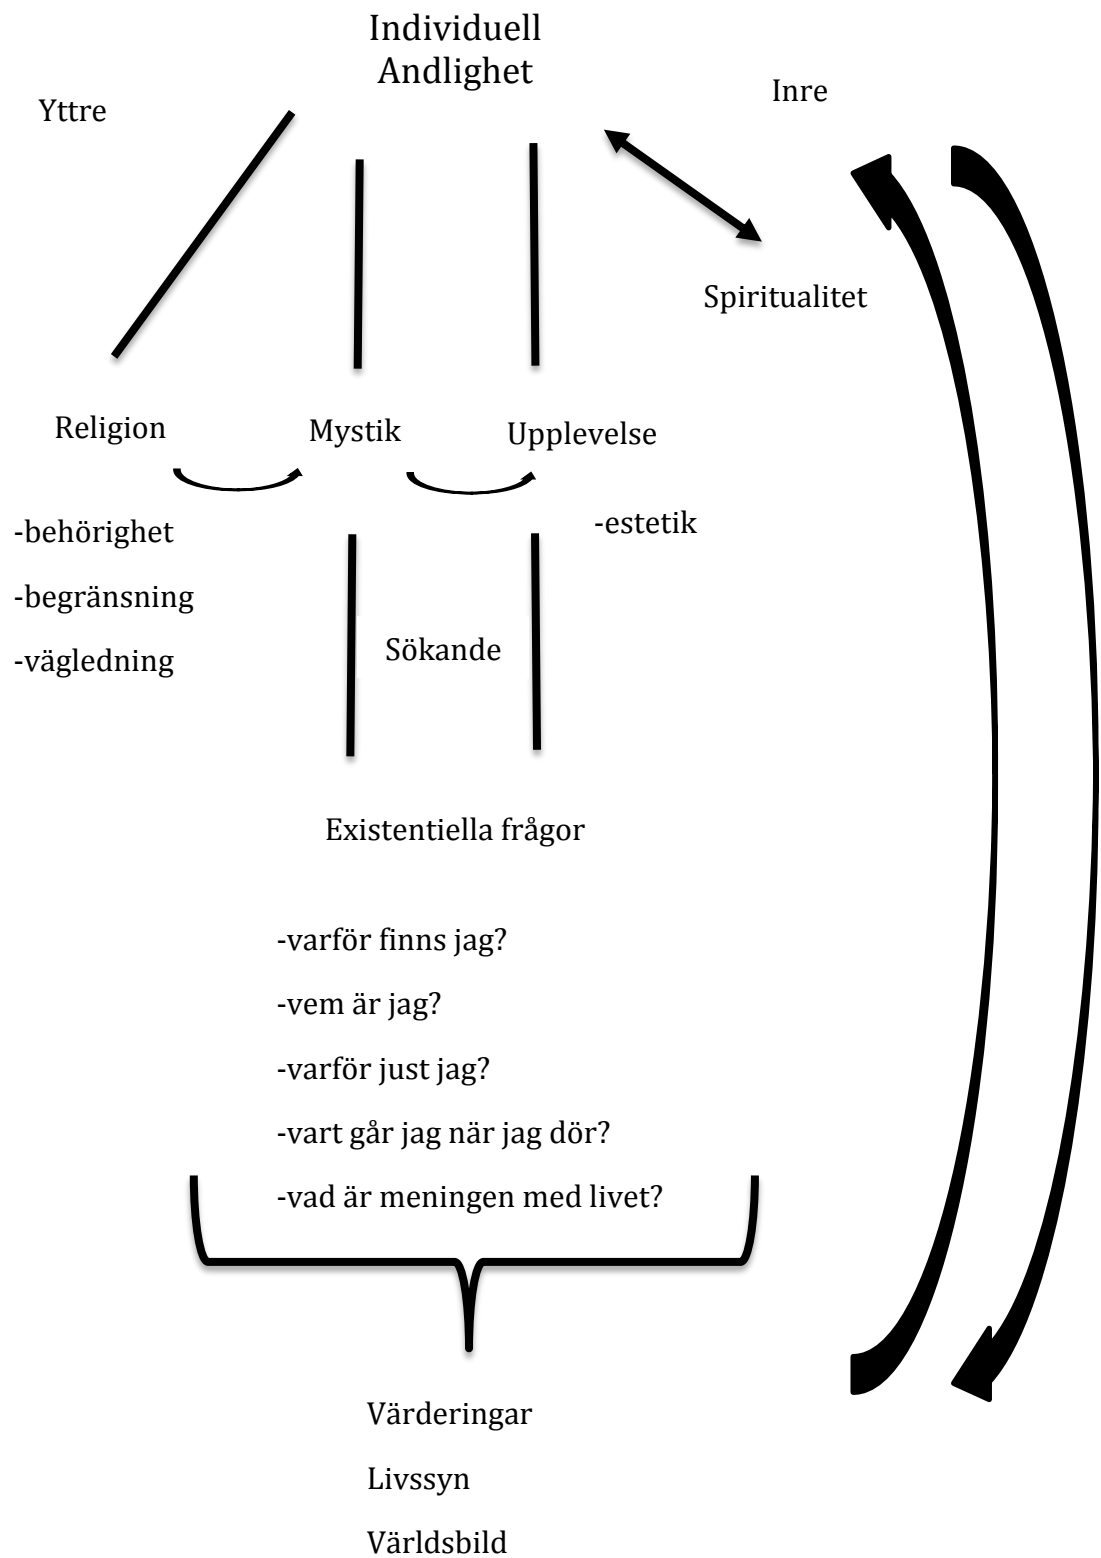 Individuell
Andlighet
Yttre
Inre
Spiritualitet
Religion
Mystik
Upplevelse
-behörighet
-begränsning
-vägledning
-estetik
Sökande
Existentiella frågor
-varför finns jag?
-vem är jag?
-varför just jag?
-vart går jag när jag dör?
-vad är meningen med livet?
Värderingar
Livssyn
Världsbild